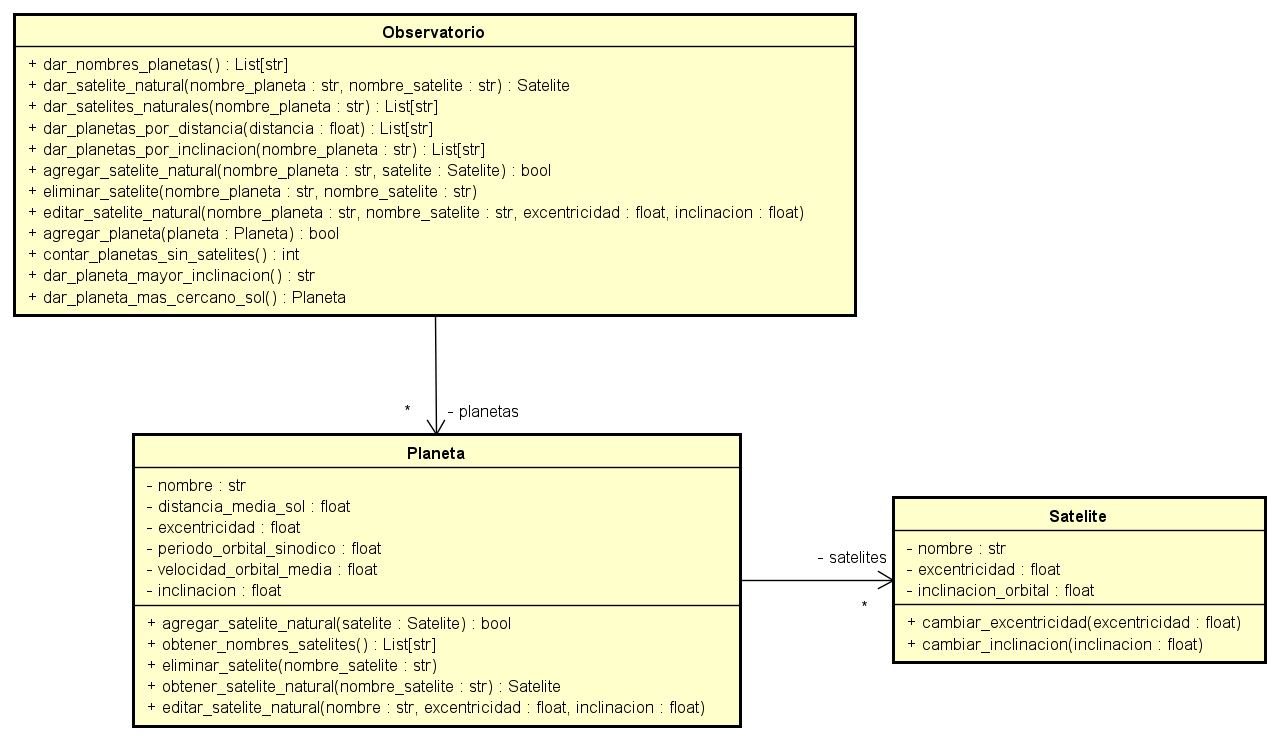 Observatorio
+ dar_nombres_planetas() : List[str]
+ dar_satelite_natural(nombre_planeta : str, nombre_satelite : str) : Satelite
+ dar_satelites_naturales(nombre_planeta : str) : List[str]
+ dar_planetas_por_distancia(distancia : float) : List[str]
+ dar_planetas_por_inclinacion(nombre_planeta : str) : List[str]
+ agregar_satelite_natural(nombre_planeta : str, satelite : Satelite) : bool
+ eliminar_satelite(nombre_planeta : str, nombre_satelite : str)
+ editar_satelite_natural(nombre_planeta : str, nombre_satelite : str, excentricidad : float, inclinacion : float)
+ agregar_planeta(planeta : Planeta) : bool
+ contar_planetas_sin_satelites() : int
+ dar_planeta_mayor_inclinacion() : str
+ dar_planeta_mas_cercano_sol() : Planeta
* - planetas
Planeta
- nombre : str
- distancia_media_sol : float
- excentricidad : float
- periodo_orbital_sinodico : float
- velocidad_orbital_media : float
- inclinacion : float
+ agregar_satelite_natural(satelite : Satelite) : bool
+ obtener_nombres_satelites() : List[str]
+ eliminar_satelite(nombre_satelite : str)
+ obtener_satelite_natural(nombre_satelite : str) : Satelite
+ editar_satelite_natural(nombre : str, excentricidad : float, inclinacion : float)
- satelites
*
Satelite
- nombre : str
- excentricidad : float
- inclinacion_orbital : float
+ cambiar_excentricidad(excentricidad : float)
+ cambiar_inclinacion(inclinacion : float)